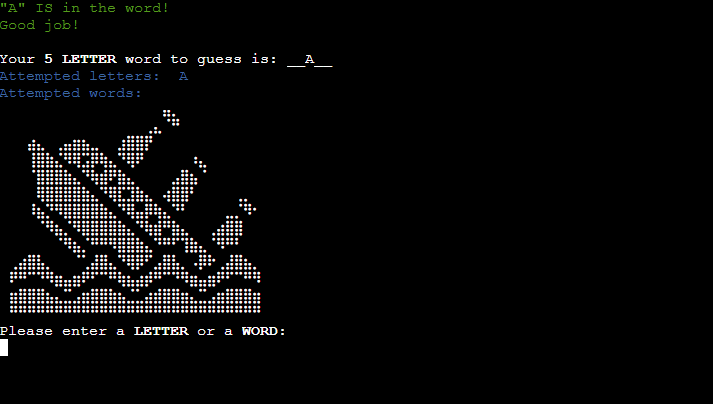 "A" IS in the word!
Good job!
Your 5 LETTER word to guess is: __A__
Attempted letters: A
Attempted words:
Please enter a LETTER or a WORD: